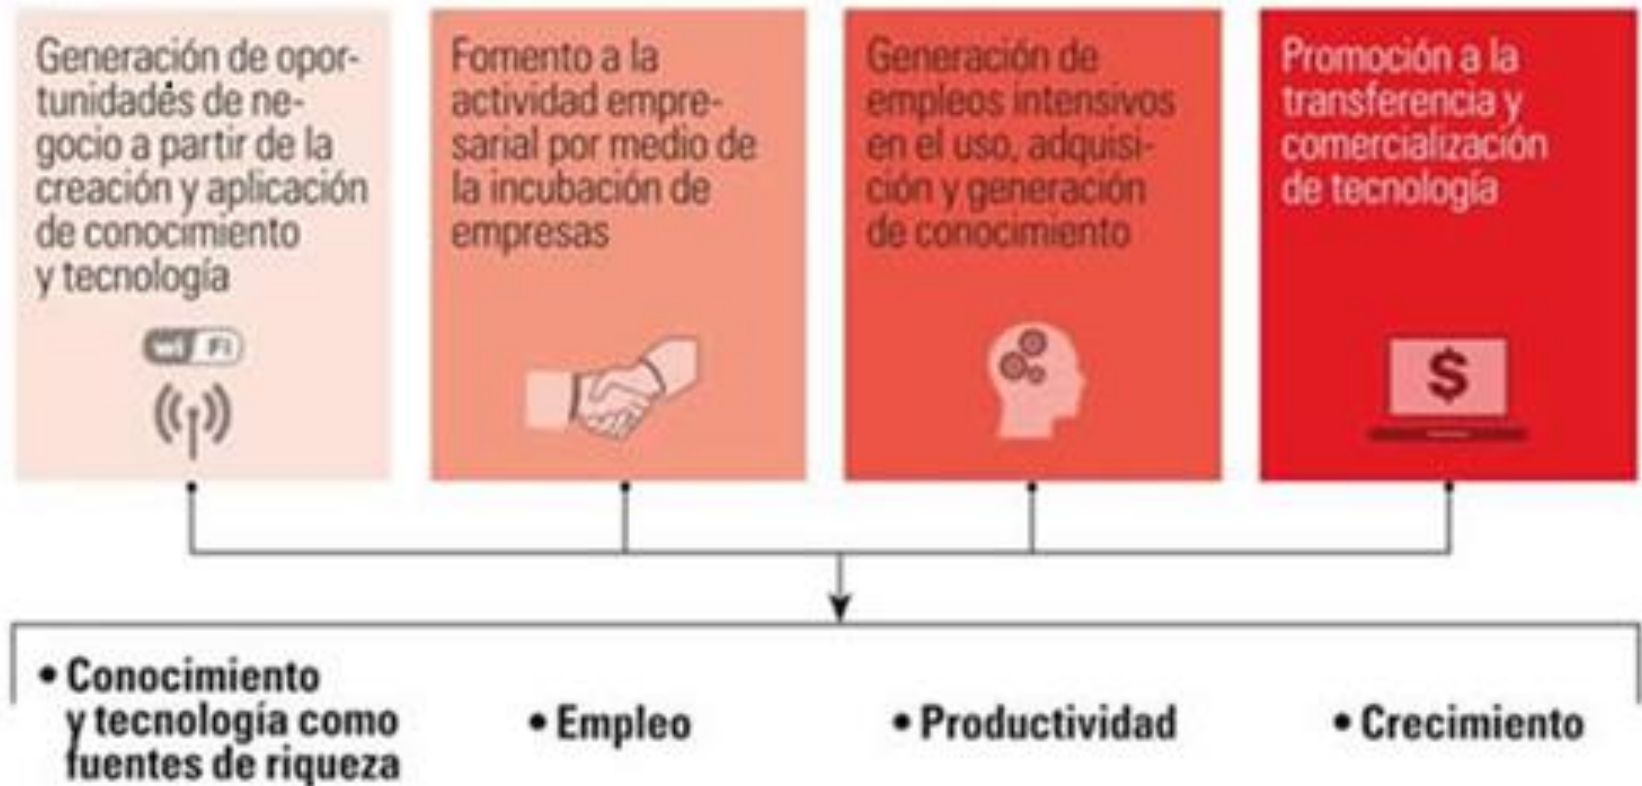 Generación de opor-
tunidades de ne-
gocio a partir de la
creación y aplicación
de conocimiento
y tecnología
Wi Fi
Fomento a la
actividad empre-
sarial por medio de
la incubación de
empresas
Generación de
empleos intensivos
en el uso, adquisi-
ción y generación
de conocimiento
Promoción a la
transferencia y
comercialización
de tecnología
$
• Conocimiento
y tecnología como
fuentes de riqueza
• Empleo
• Productividad
• Crecimiento